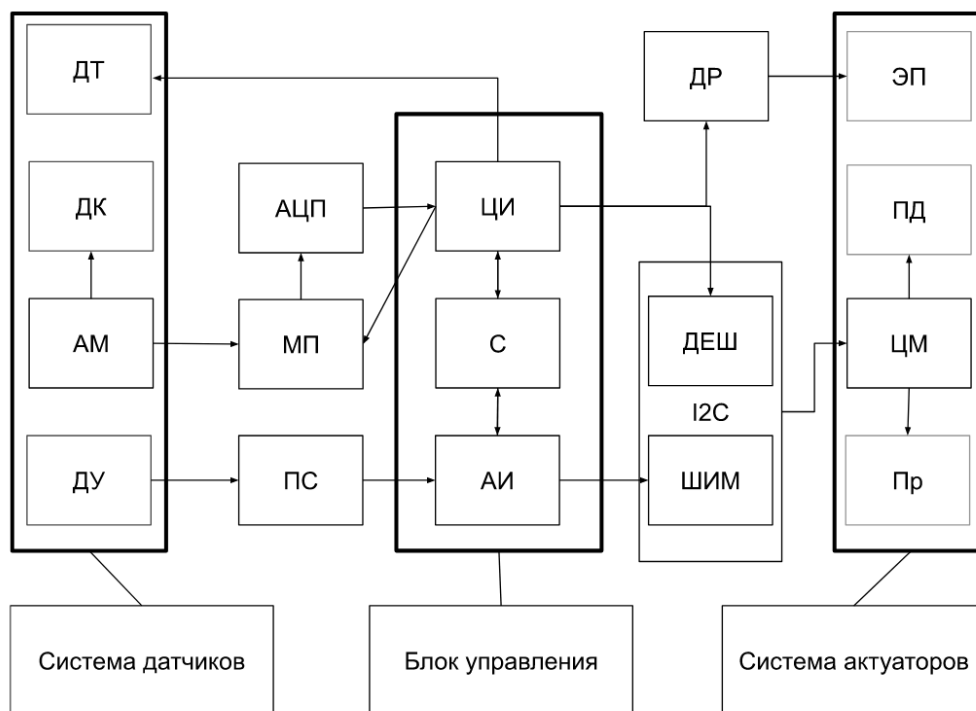 ДТ
ДР
ЭП
ДК
АЦП
ЦИ
ПД
АМ
МП
С
ДЕШ
ЦМ
I2C
ДУ
ПС
АИ
ШИМ
Пр
Система датчиков
Блок управления
Система актуаторов